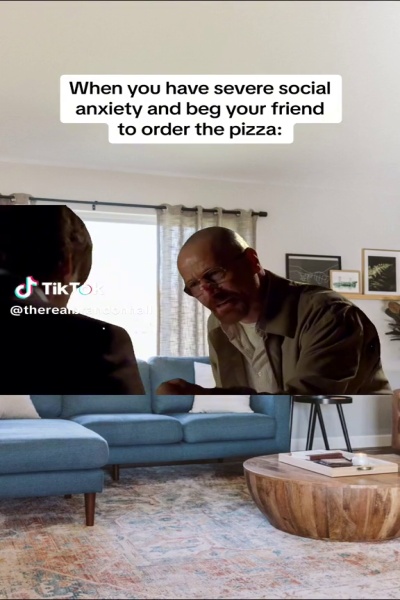 When you have severe social
anxiety and beg your friend
to order the pizza:
TikTok